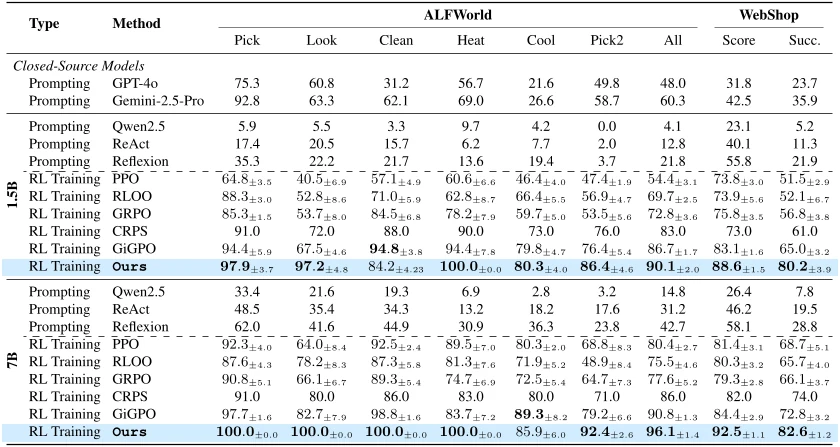 Type Method ALFWorld WebShop
Pick Look Clean Heat Cool Pick2 All Score Succ.
Closed-Source Models
Prompting GPT-4o 75.3 60.8 31.2 56.7 21.6 49.8 48.0 31.8 23.7
Prompting Gemini-2.5-Pro 92.8 63.3 62.1 69.0 26.6 58.7 60.3 42.5 35.9
1.5B
Prompting Qwen2.5 5.9 5.5 3.3 9.7 4.2 0.0 4.1 23.1 5.2
Prompting ReAct 17.4 20.5 15.7 6.2 7.7 2.0 12.8 40.1 11.3
Prompting Reflexion 35.3 22.2 21.7 13.6 19.4 3.7 21.8 55.8 21.9
RL Training PPO 64.8±3.5 40.5±6.9 57.1±4.9 60.6±6.6 46.4±4.0 47.4±1.9 54.4±3.1 73.8±3.0 51.5±2.9
RL Training RLOO 88.3±3.0 52.8±8.6 71.0±5.9 62.8±8.7 66.4±5.5 56.9±4.7 69.7±2.5 73.9±5.6 52.1±6.7
RL Training GRPO 85.3±1.5 53.7±8.0 84.5±6.8 78.2±7.9 59.7±5.0 53.5±5.6 72.8±3.6 75.8±3.5 56.8±3.8
RL Training CRPS 91.0 72.0 88.0 90.0 73.0 76.0 83.0 73.0 61.0
RL Training GiGPO 94.4±5.9 67.5±4.6 94.8±3.8 94.4±7.8 79.8±4.7 76.4±5.4 86.7±1.7 83.1±1.6 65.0±3.2
RL Training Ours 97.9±3.7 97.2±4.8 84.2±4.23 100.0±0.0 80.3±4.0 86.4±4.6 90.1±2.0 88.6±1.5 80.2±3.9
7B
Prompting Qwen2.5 33.4 21.6 19.3 6.9 2.8 3.2 14.8 26.4 7.8
Prompting ReAct 48.5 35.4 34.3 13.2 18.2 17.6 31.2 46.2 19.5
Prompting Reflexion 62.0 41.6 44.9 30.9 36.3 23.8 42.7 58.1 28.8
RL Training PPO 92.3±4.0 64.0±8.4 92.5±2.4 89.5±7.0 80.3±2.0 68.8±8.3 80.4±2.7 81.4±3.1 68.7±5.1
RL Training RLOO 87.6±4.3 78.2±8.3 87.3±5.8 81.3±7.6 71.9±5.2 48.9±8.4 75.5±4.6 80.3±3.2 65.7±4.0
RL Training GRPO 90.8±5.1 66.1±6.7 89.3±5.4 74.7±6.9 72.5±5.4 64.7±7.3 77.6±5.2 79.3±2.8 66.1±3.7
RL Training CRPS 91.0 80.0 86.0 83.0 80.0 71.0 86.0 82.0 74.0
RL Training GiGPO 97.7±1.6 82.7±7.9 98.8±1.6 83.7±7.2 89.3±8.2 79.2±6.6 90.8±1.3 84.4±2.9 72.8±3.2
RL Training Ours 100.0±0.0 100.0±0.0 100.0±0.0 100.0±0.0 85.9±6.0 92.4±2.6 96.1±1.4 92.5±1.1 82.6±1.2